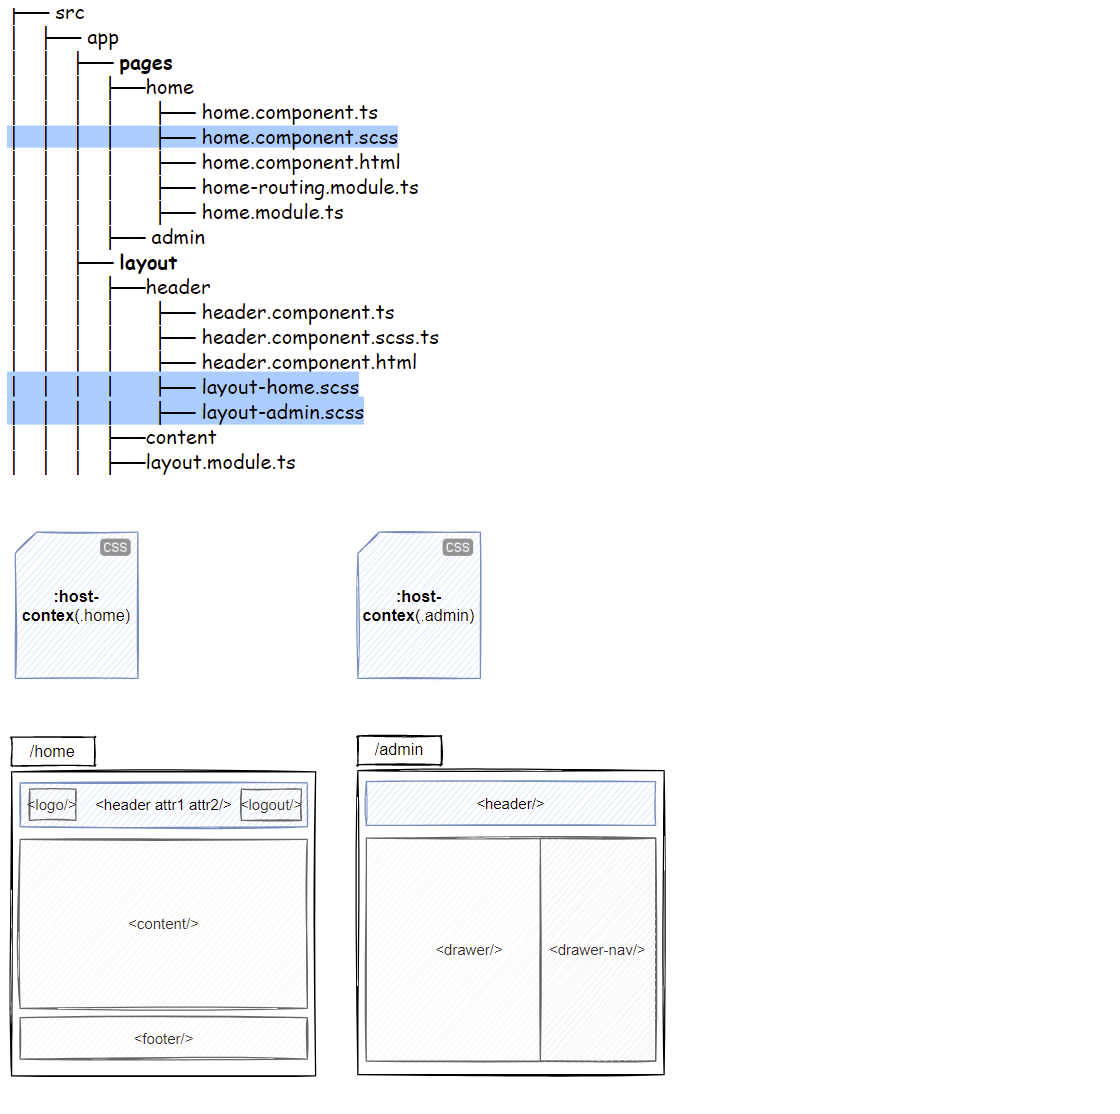 src
app
pages
home
home.component.ts
home.component.scss
home.component.html
home-routing.module.ts
home.module.ts
admin
layout
header
header.component.ts
header.component.scss.ts
header.component.html
layout-home.scss
layout-admin.scss
content
layout.module.ts
CSS
:host-
contex(.home)
CSS
:host-
contex(.admin)
/home
<logo/> <header attr1 attr2/> <logout/>
<content/>
<footer/>
/admin
<header/>
<drawer/> <drawer-nav/>